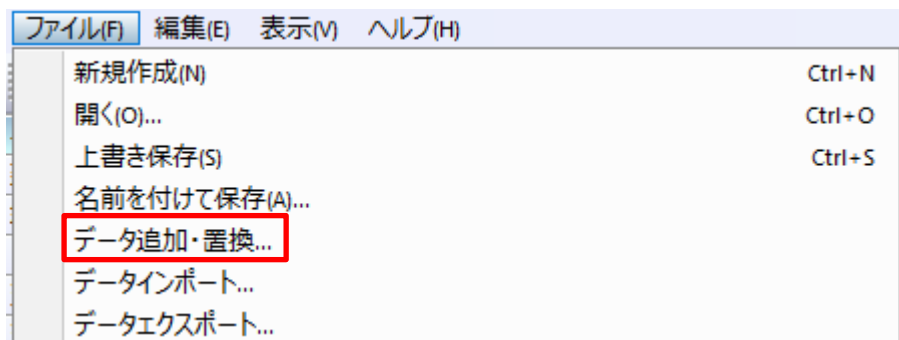 ファイル(F) 編集(E) 表示(V) ヘルプ(H)
新規作成(N) Ctrl+N
開く(O)... Ctrl+O
上書き保存(S) Ctrl+S
名前を付けて保存(A)...
データ追加・置換...
データインポート...
データエクスポート...